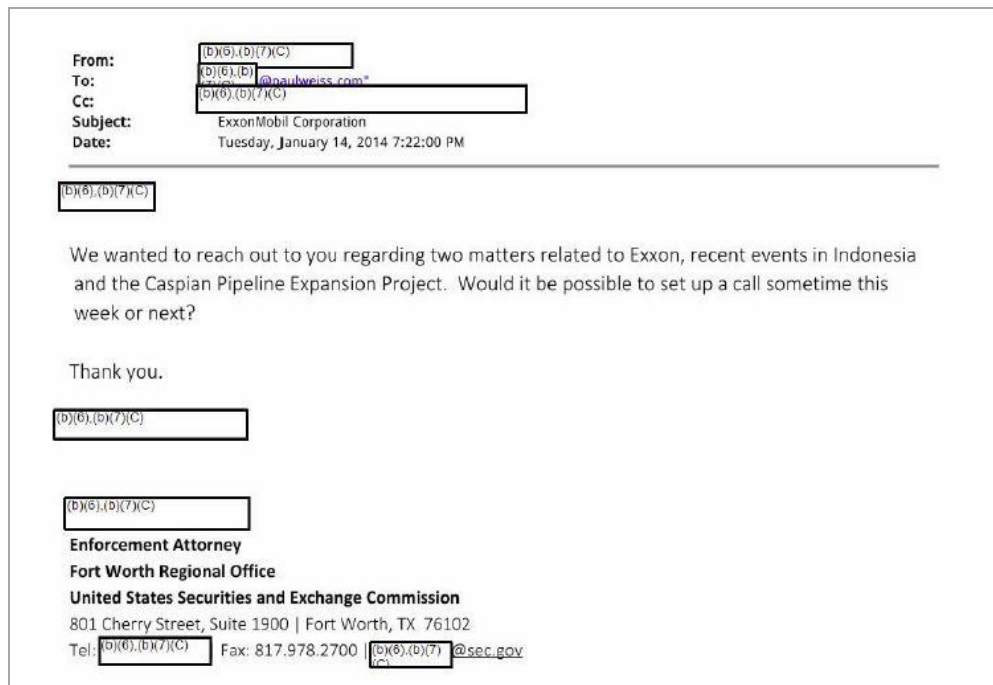 From: (b)(6),(b)(7)(C)
To: (b)(6),(b) (7)(C) @paulweiss.com"
Cc: (b)(6),(b)(7)(C)
Subject: ExxonMobil Corporation
Date: Tuesday, January 14, 2014 7:22:00 PM
(b)(6),(b)(7)(C)
We wanted to reach out to you regarding two matters related to Exxon, recent events in Indonesia
and the Caspian Pipeline Expansion Project. Would it be possible to set up a call sometime this
week or next?
Thank you.
(b)(6),(b)(7)(C)
(b)(6),(b)(7)(C)
Enforcement Attorney
Fort Worth Regional Office
United States Securities and Exchange Commission
801 Cherry Street, Suite 1900 | Fort Worth, TX 76102
Tel: (b)(6),(b)(7)(C) Fax: 817.978.2700 | (b)(6),(b)(7) (C) @sec.gov